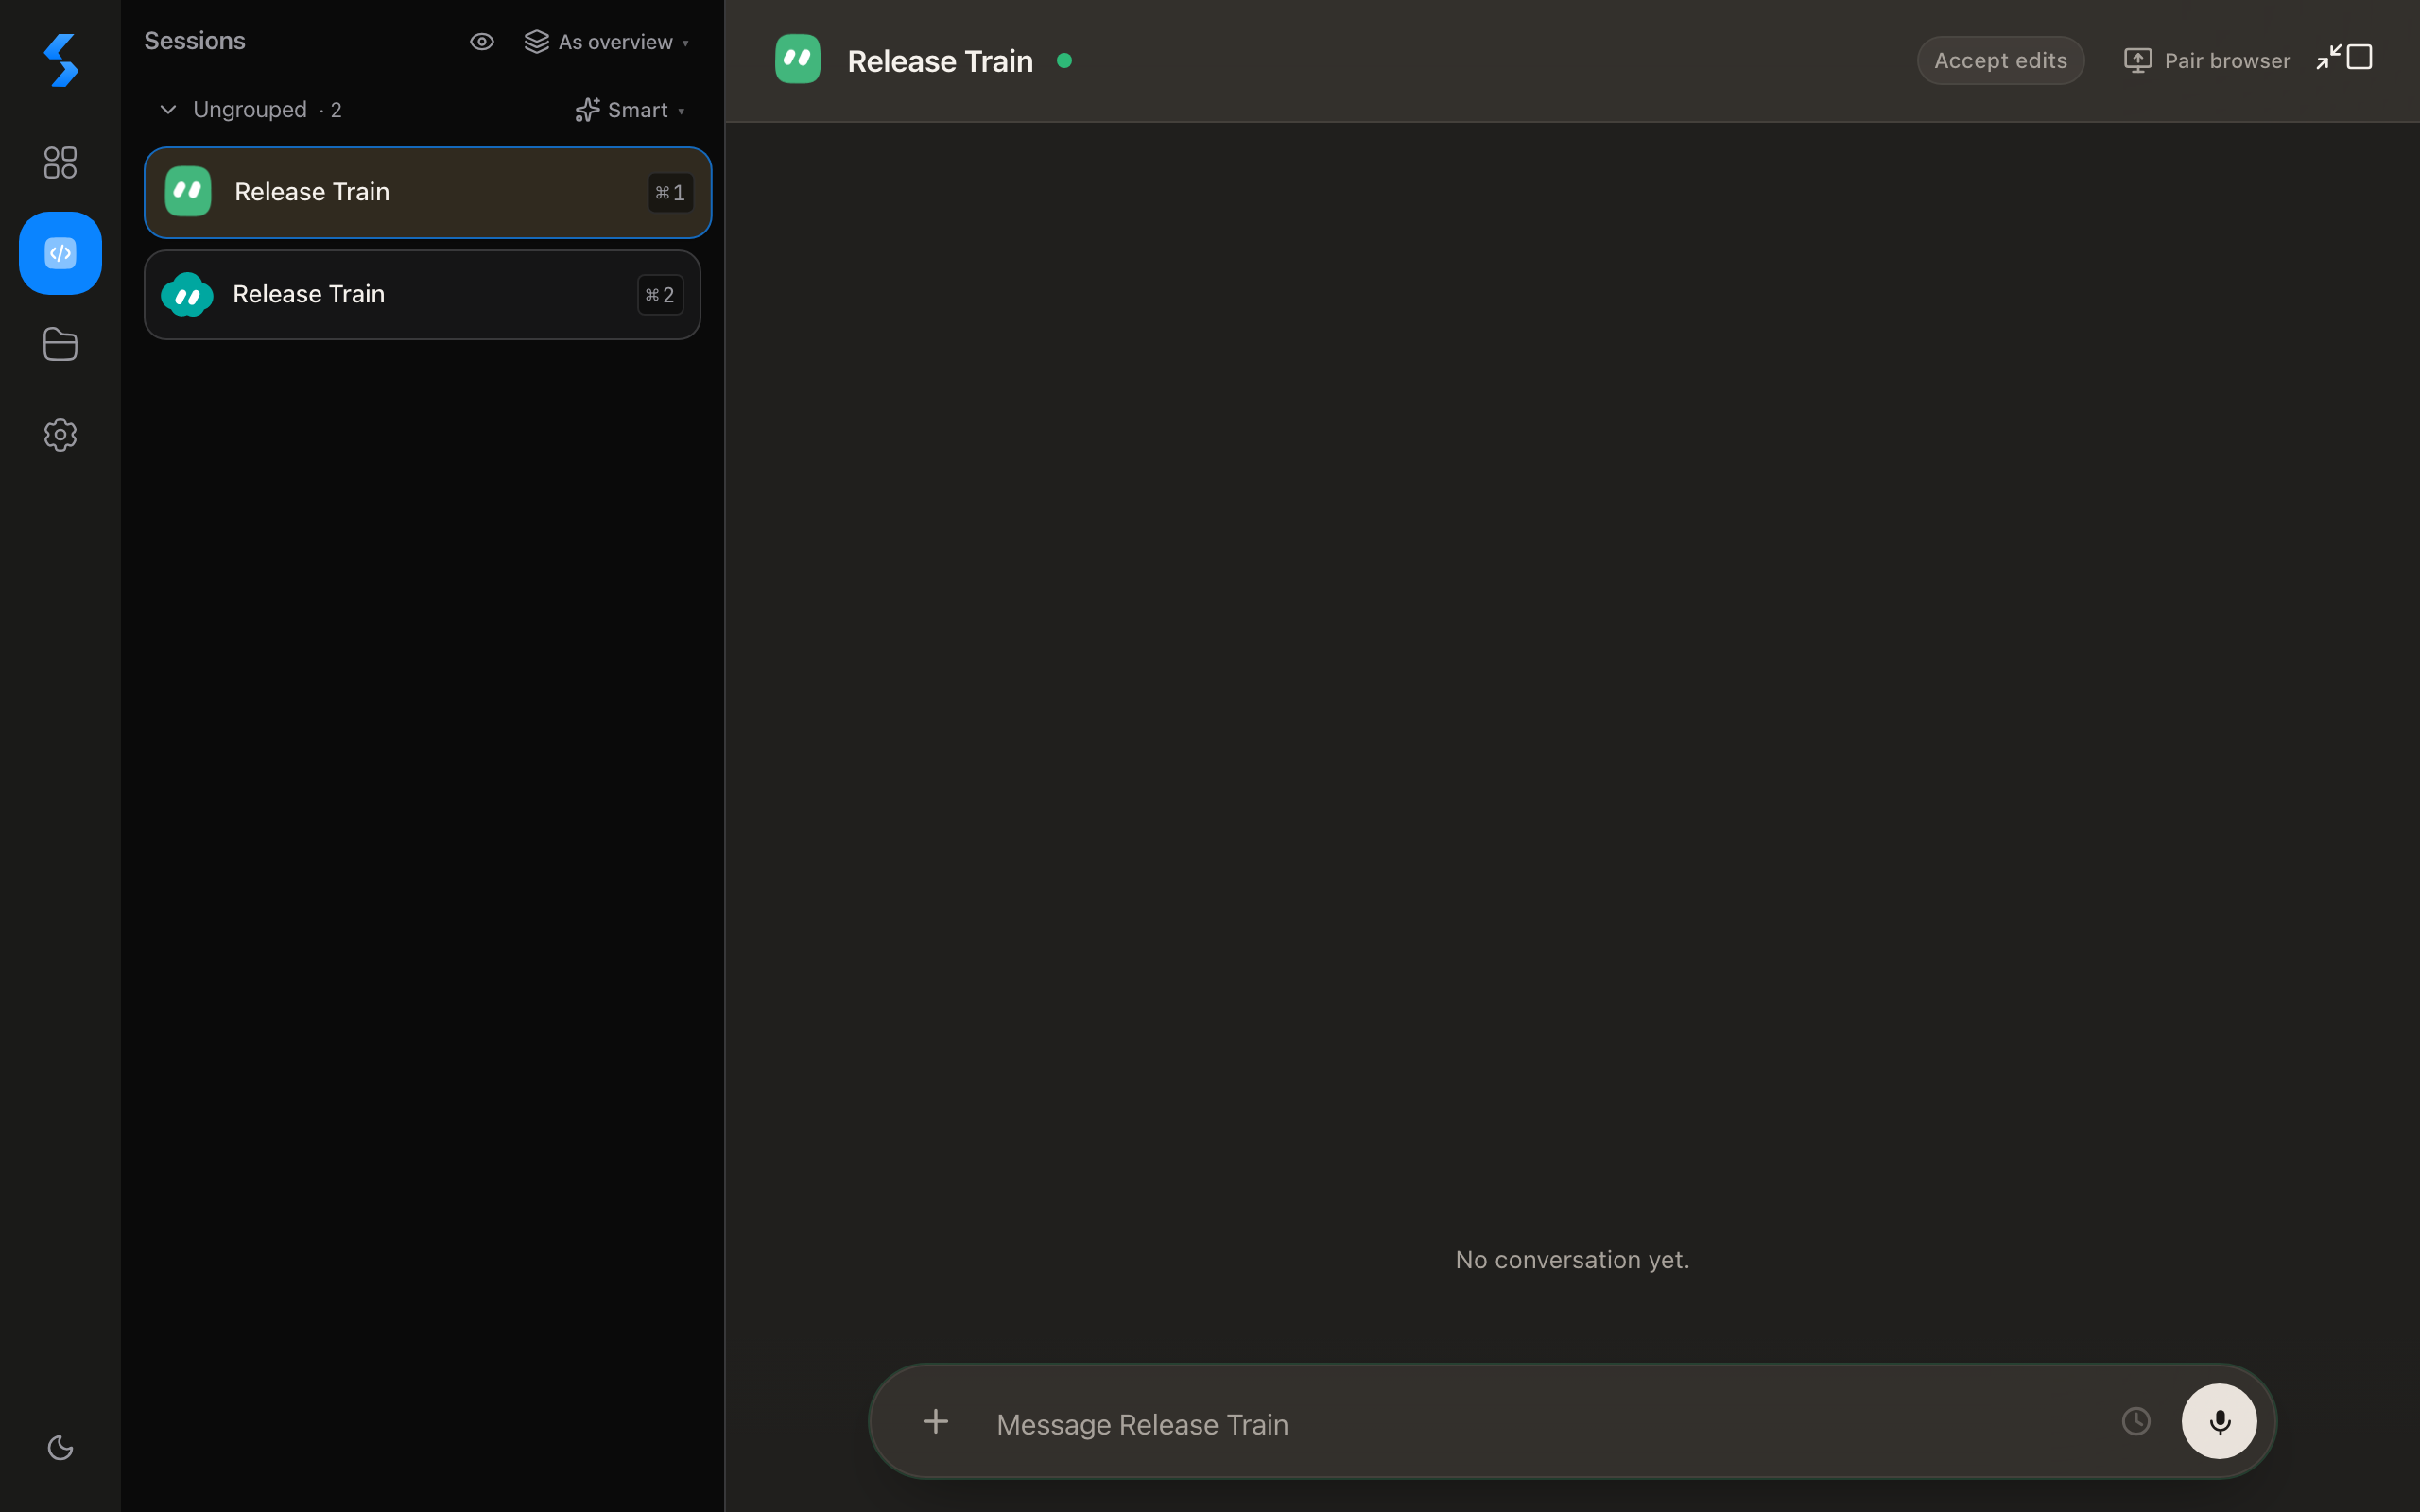 Sessions
As overview
Ungrouped · 2
Smart
Release Train
⌘1
Release Train
⌘2
Release Train
Accept edits
Pair browser
No conversation yet.
Message Release Train